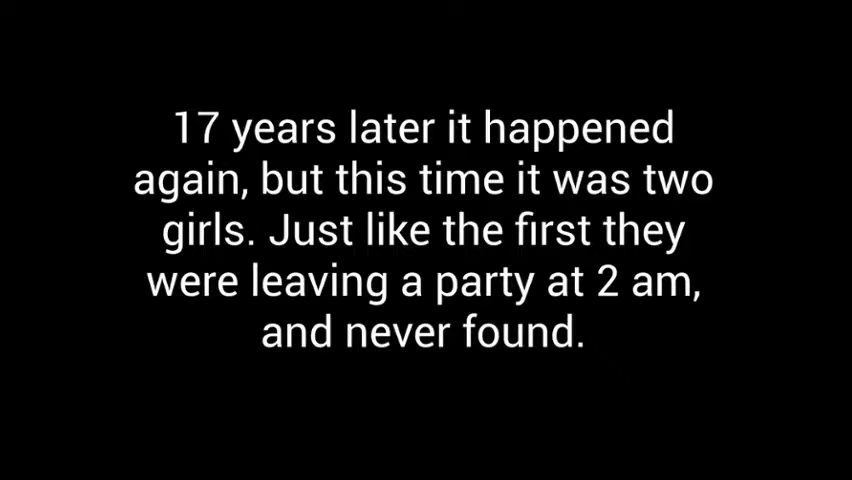 17 years later it happened
again, but this time it was two
girls. Just like the first they
were leaving a party at 2 am,
and never found.